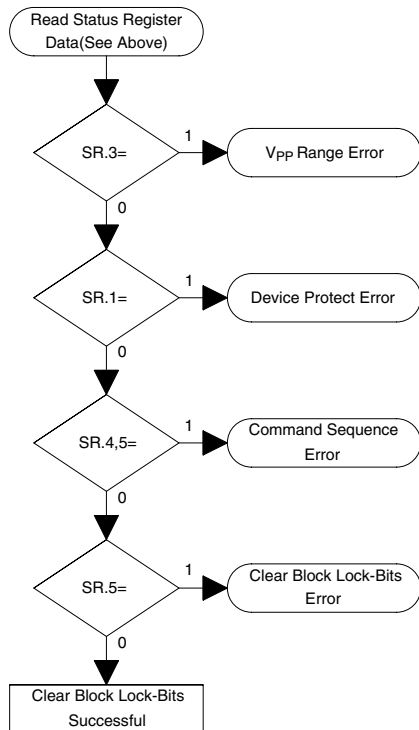 Read Status Register
Data(See Above)
SR.3=
1
VPP Range Error
0
SR.1=
1
Device Protect Error
0
SR.4,5=
1
Command Sequence
Error
0
SR.5=
1
Clear Block Lock-Bits
Error
0
Clear Block Lock-Bits
Successful